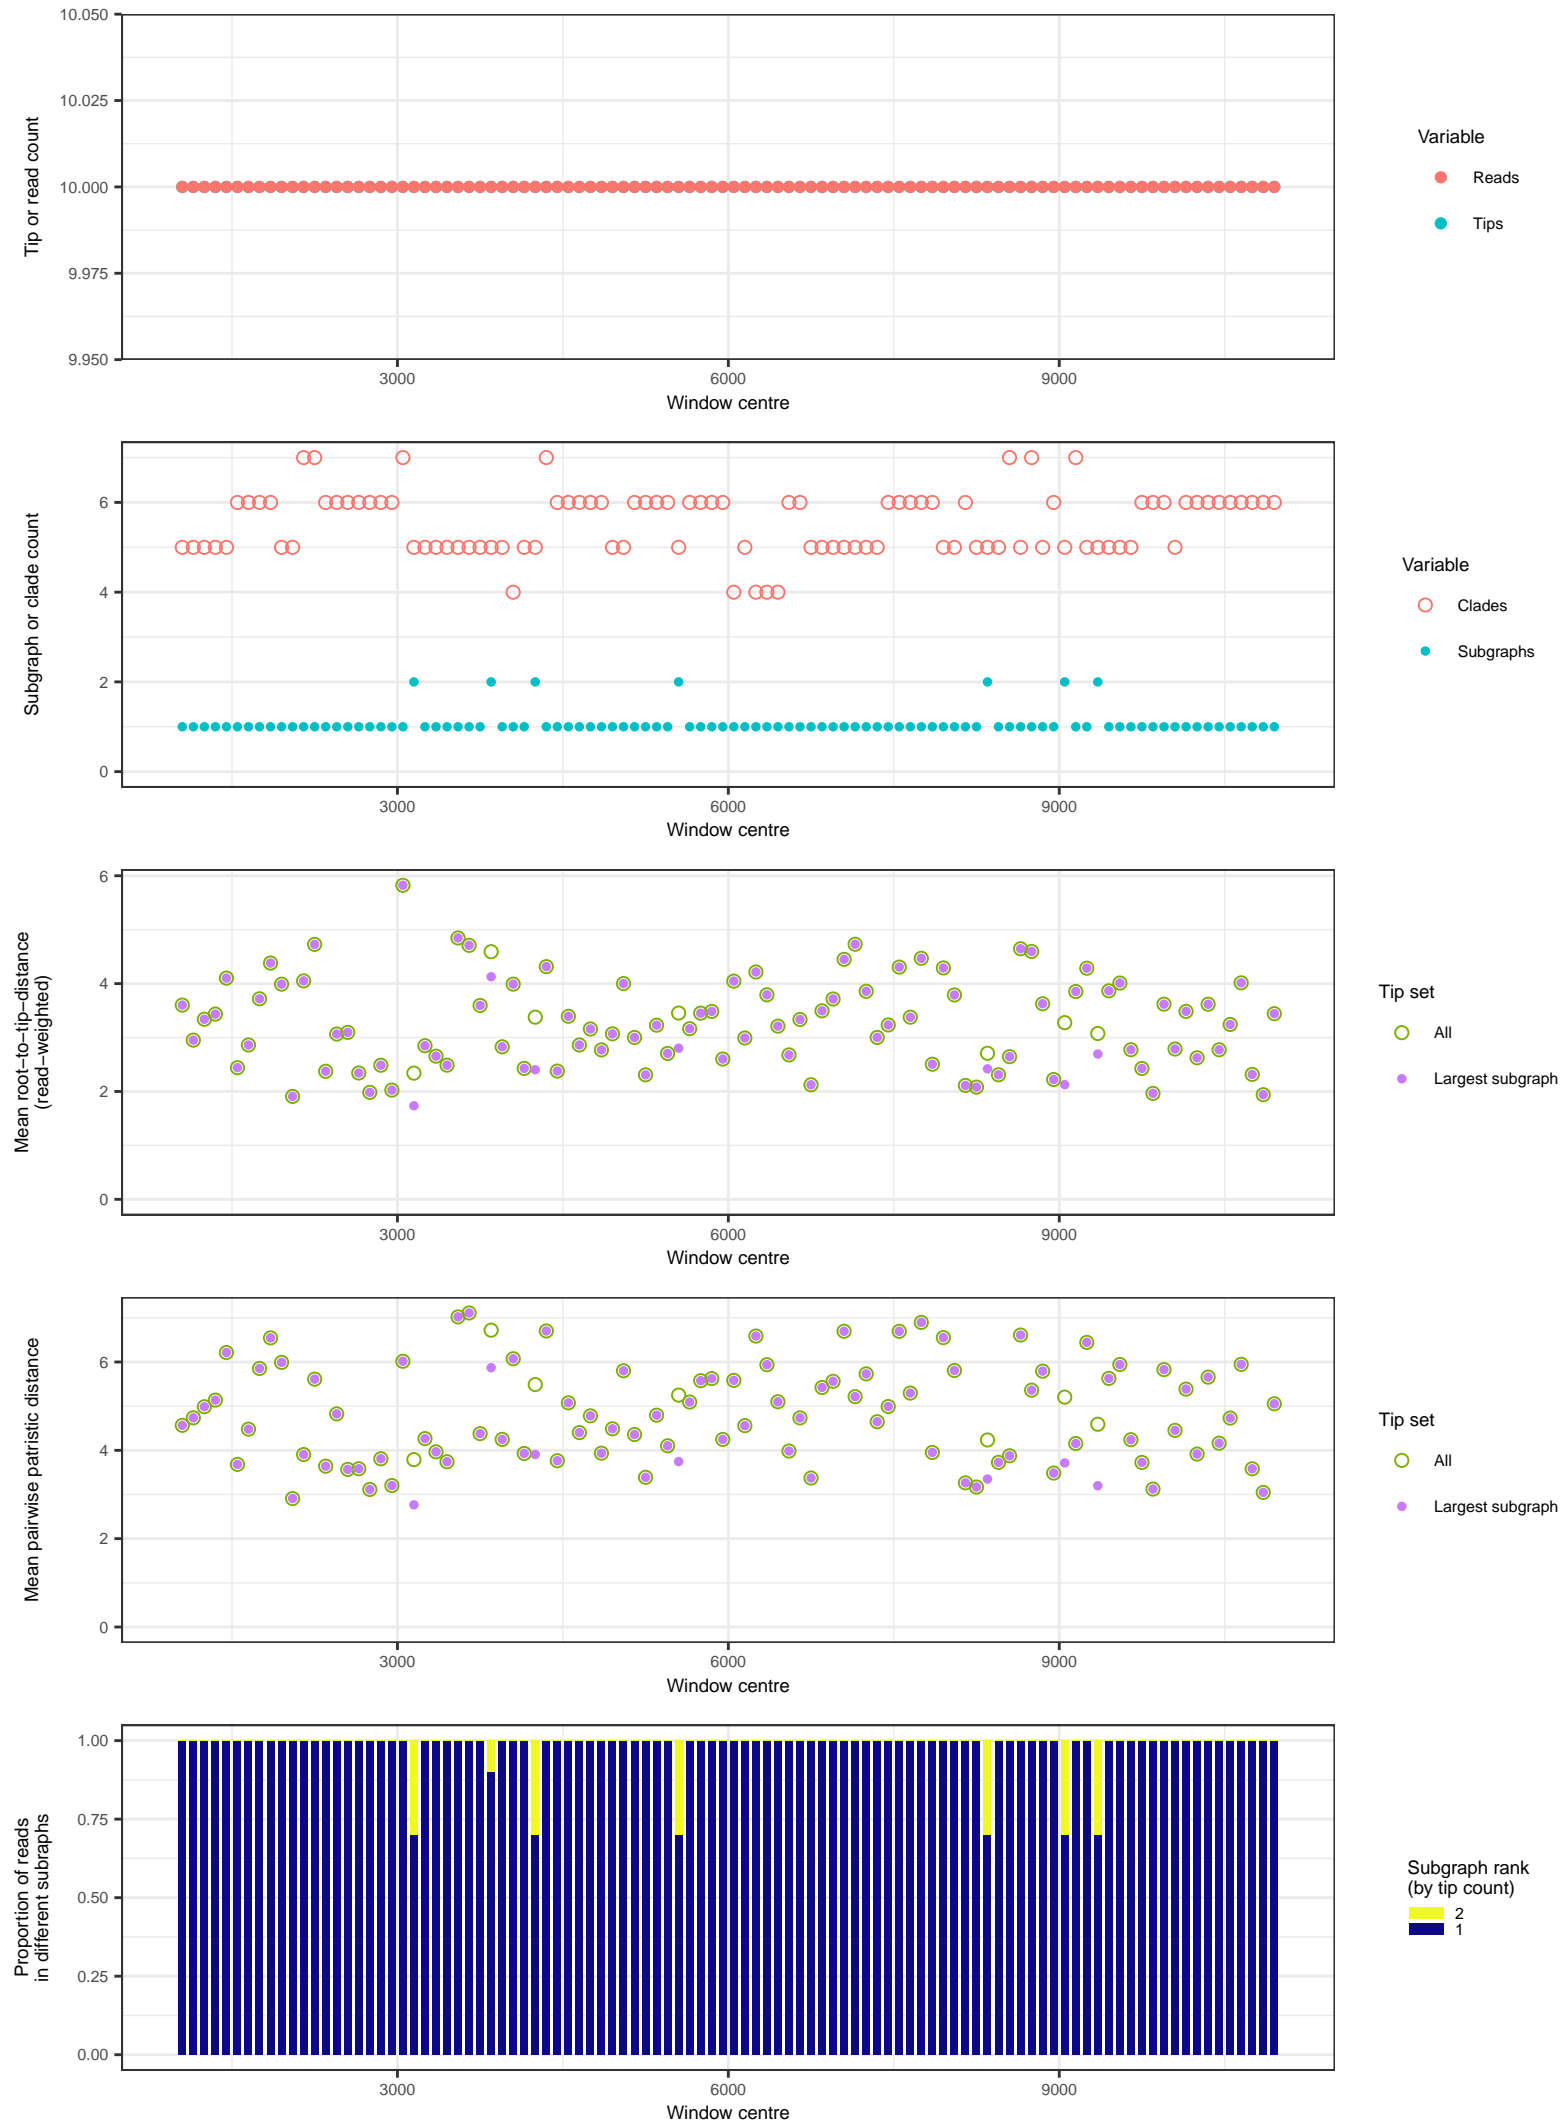 10.050
10.025
10.000
9.975
9.950
Tip or read count
3000 6000 9000
Window centre
Variable
Reads
Tips
6
4
2
0
Subgraph or clade count
3000 6000 9000
Window centre
Variable
Clades
Subgraphs
6
4
2
0
Mean root−to−tip−distance
(read−weighted)
3000 6000 9000
Window centre
Tip set
All
Largest subgraph
6
4
2
0
Mean pairwise patristic distance
3000 6000 9000
Window centre
Tip set
All
Largest subgraph
1.00
0.75
0.50
0.25
0.00
Proportion of reads
in different subraphs
3000 6000 9000
Window centre
Subgraph rank
(by tip count)
2
1